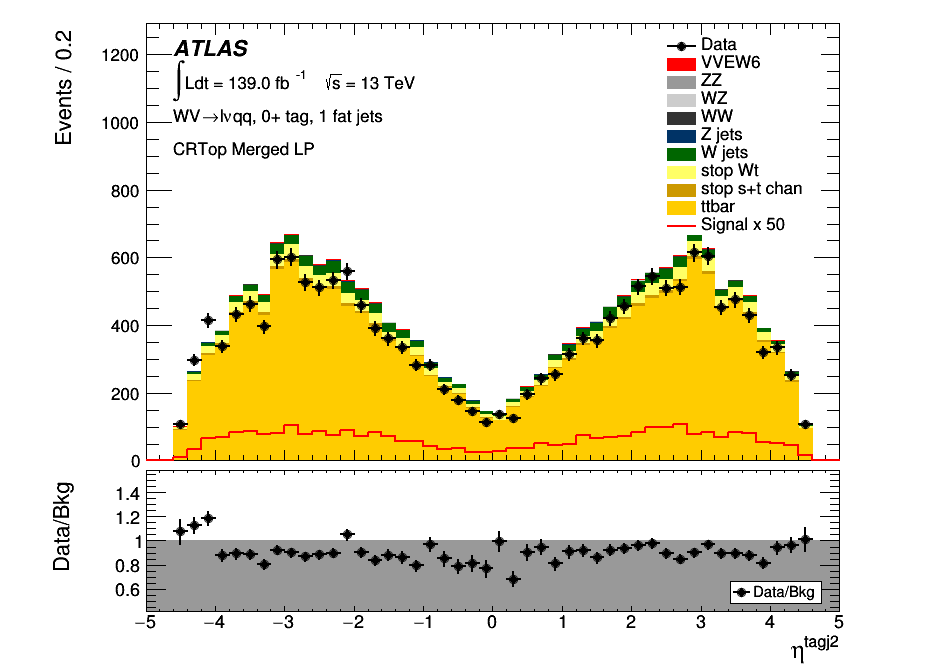 Events / 0.2
1200
1000
800
600
400
200
0
ATLAS
∫Ldt = 139.0 fb⁻¹ √s = 13 TeV
WV→lνqq, 0+ tag, 1 fat jets
CRTop Merged LP
Data
VVEW6
ZZ
WZ
WW
Z jets
W jets
stop Wt
stop s+t chan
ttbar
Signal x 50
Data/Bkg
1.4
1.2
1
0.8
0.6
Data/Bkg
−5 −4 −3 −2 −1 0 1 2 3 4 5
η^tagj2